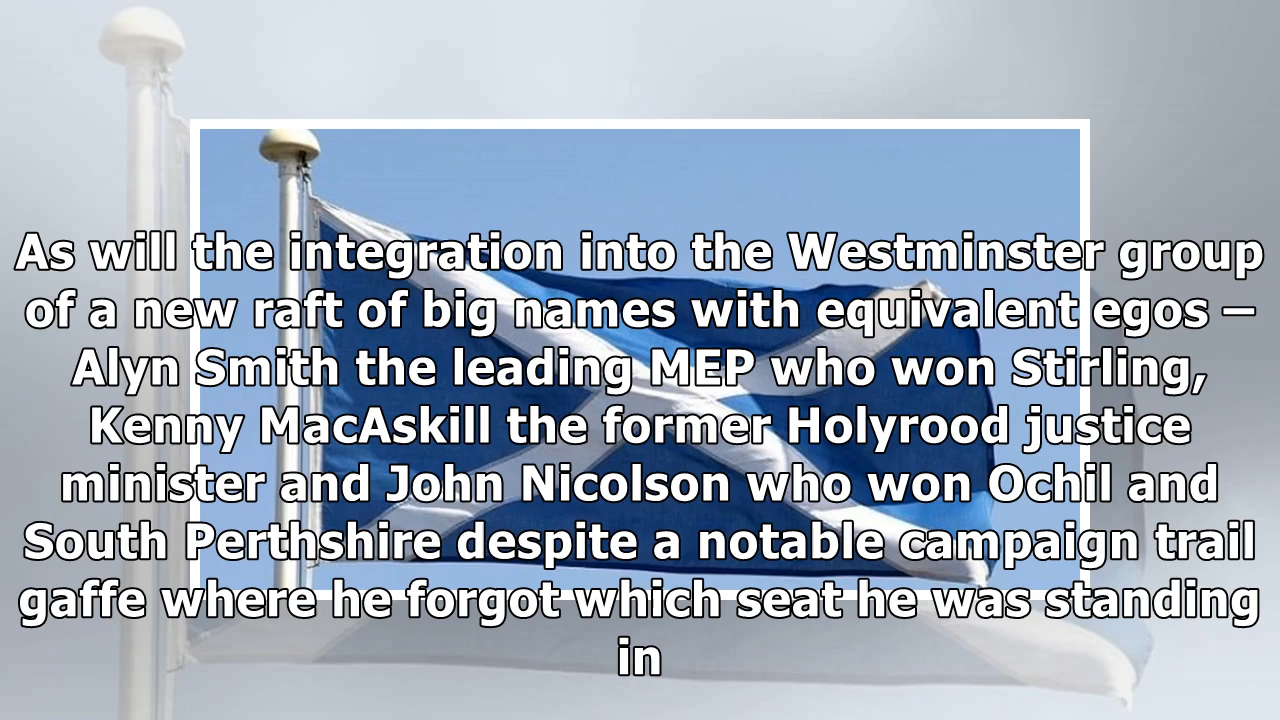 As will the integration into the Westminster group
of a new raft of big names with equivalent egos –
Alyn Smith the leading MEP who won Stirling,
Kenny MacAskill the former Holyrood justice
minister and John Nicolson who won Ochil and
South Perthshire despite a notable campaign trail
gaffe where he forgot which seat he was standing
in